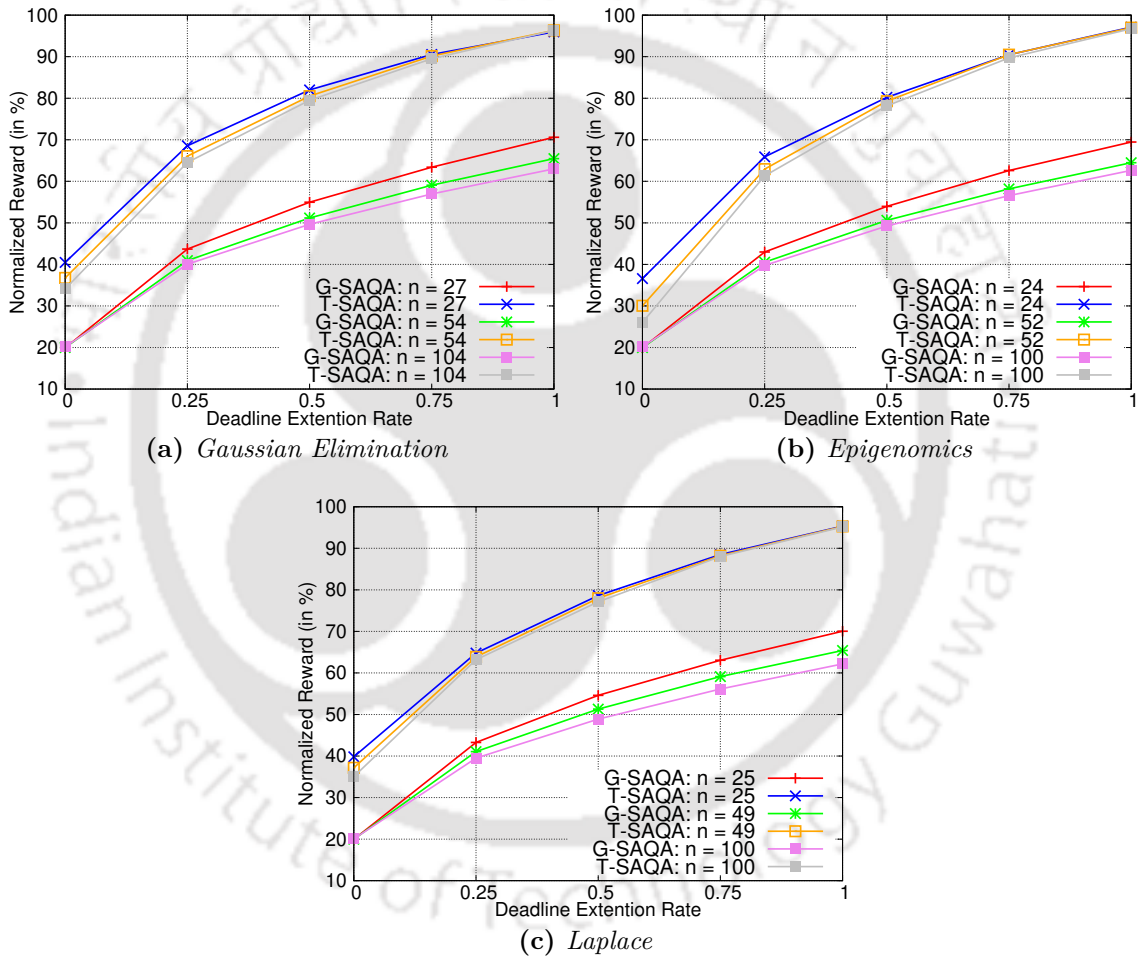 100
90
80
70
60
50
40
30
20
10
Normalized Reward (in %)
G-SAQA: n = 27
T-SAQA: n = 27
G-SAQA: n = 54
T-SAQA: n = 54
G-SAQA: n = 104
T-SAQA: n = 104
0 0.25 0.5 0.75 1
Deadline Extention Rate
(a) Gaussian Elimination
100
90
80
70
60
50
40
30
20
10
Normalized Reward (in %)
G-SAQA: n = 24
T-SAQA: n = 24
G-SAQA: n = 52
T-SAQA: n = 52
G-SAQA: n = 100
T-SAQA: n = 100
0 0.25 0.5 0.75 1
Deadline Extention Rate
(b) Epigenomics
100
90
80
70
60
50
40
30
20
10
Normalized Reward (in %)
G-SAQA: n = 25
T-SAQA: n = 25
G-SAQA: n = 49
T-SAQA: n = 49
G-SAQA: n = 100
T-SAQA: n = 100
0 0.25 0.5 0.75 1
Deadline Extention Rate
(c) Laplace
Indian Institute of Technology Guwahati